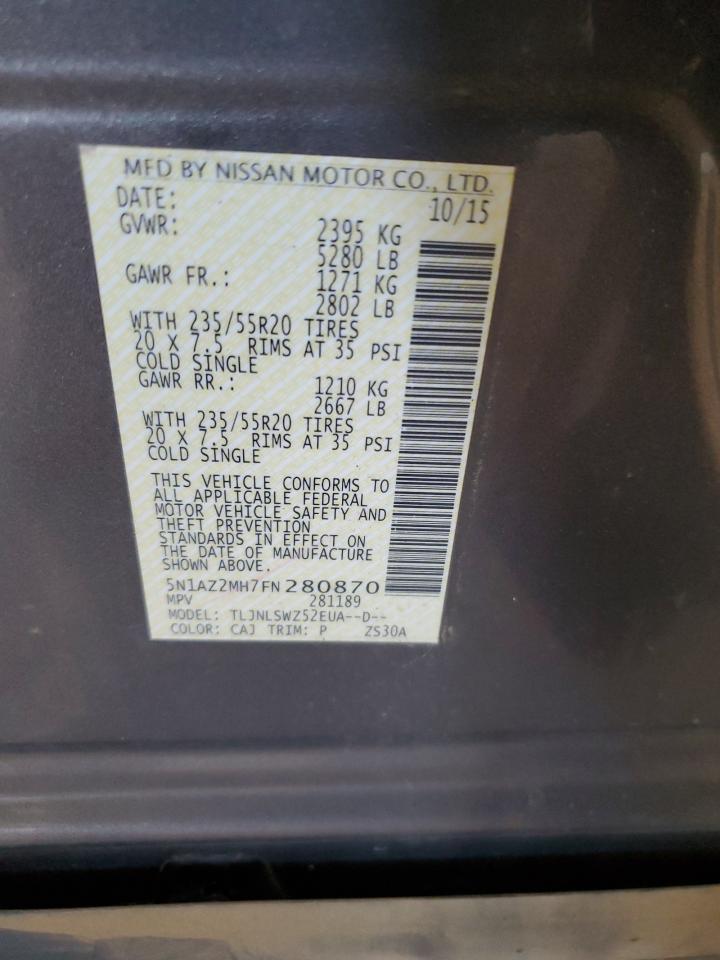 MFD BY NISSAN MOTOR CO., LTD.
DATE: 10/15
GVWR: 2395 KG
5280 LB
GAWR FR.: 1271 KG
2802 LB
WITH 235/55R20 TIRES
20 X 7.5 RIMS AT 35 PSI
COLD SINGLE
GAWR RR.: 1210 KG
2667 LB
WITH 235/55R20 TIRES
20 X 7.5 RIMS AT 35 PSI
COLD SINGLE
THIS VEHICLE CONFORMS TO
ALL APPLICABLE FEDERAL
MOTOR VEHICLE SAFETY AND
THEFT PREVENTION
STANDARDS IN EFFECT ON
THE DATE OF MANUFACTURE
SHOWN ABOVE.
5N1AZ2MH7FN280870
MPV 281189
MODEL: TLJNLSWZ52EUA--D--
COLOR: CAJ TRIM: P ZS30A